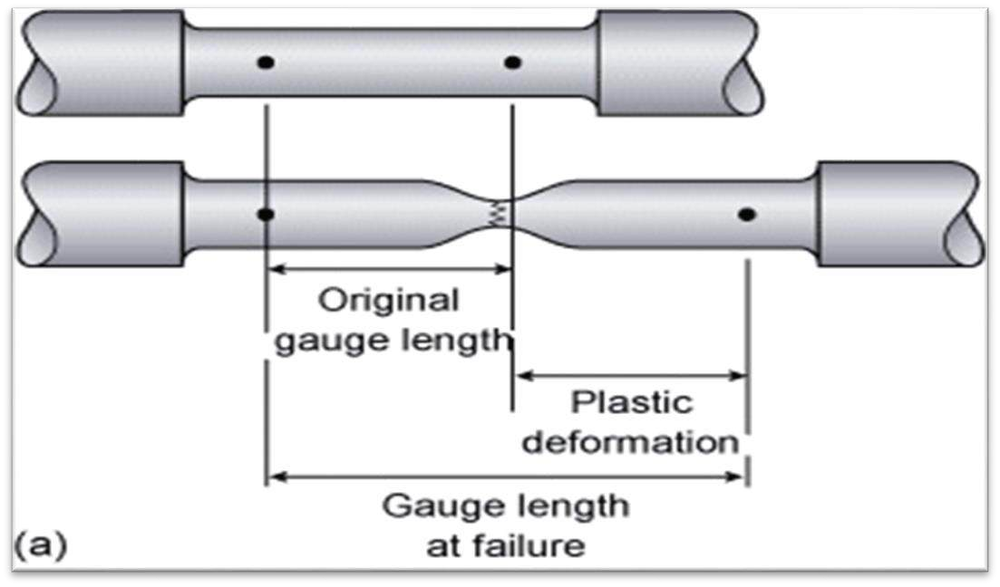 Original
gauge length
Plastic
deformation
Gauge length
at failure
(a)